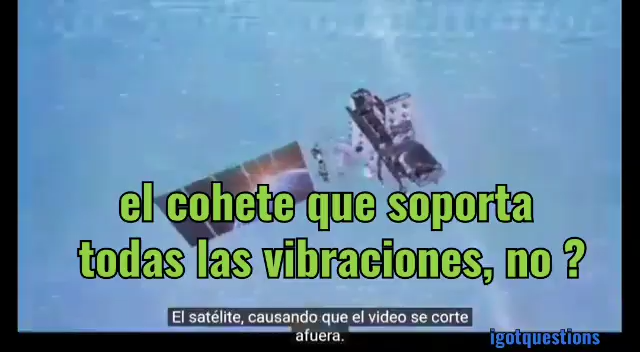 el cohete que soporta
todas las vibraciones, no ?
El satélite, causando que el video se corte
afuera.
igotquestions